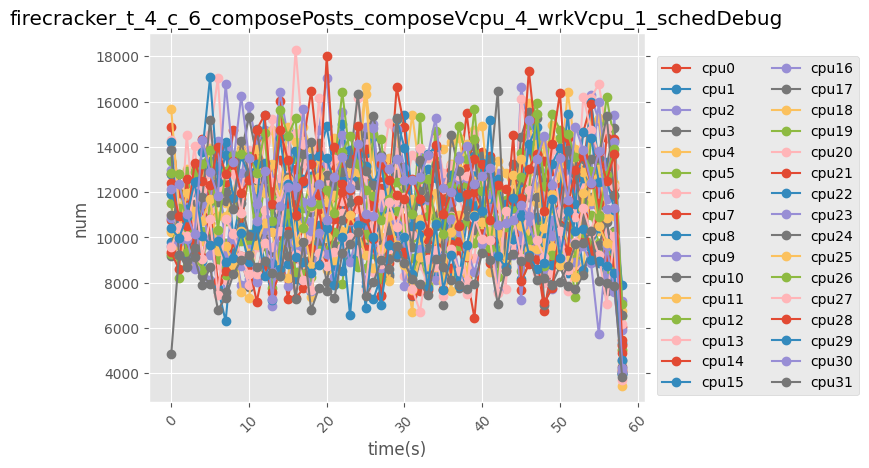 firecracker_t_4_c_6_composePosts_composeVcpu_4_wrkVcpu_1_schedDebug
18000
16000
14000
12000
10000
8000
6000
4000
num
0
10
20
30
40
50
60
time(s)
cpu0
cpu1
cpu2
cpu3
cpu4
cpu5
cpu6
cpu7
cpu8
cpu9
cpu10
cpu11
cpu12
cpu13
cpu14
cpu15
cpu16
cpu17
cpu18
cpu19
cpu20
cpu21
cpu22
cpu23
cpu24
cpu25
cpu26
cpu27
cpu28
cpu29
cpu30
cpu31